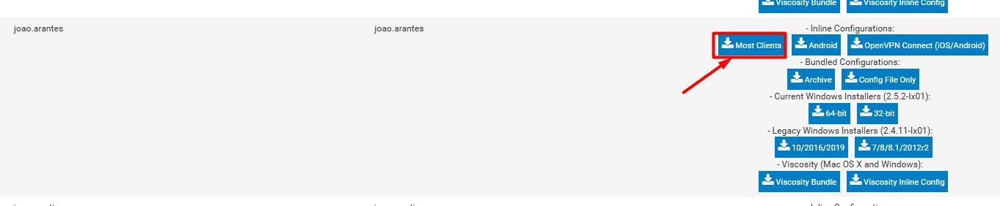 Viscosity Bundle Viscosity Inline Config
joao.arantes joao.arantes - Inline Configurations:
Most Clients Android OpenVPN Connect (iOS/Android)
- Bundled Configurations:
Archive Config File Only
- Current Windows Installers (2.5.2-Ix01):
64-bit 32-bit
- Legacy Windows Installers (2.4.11-Ix01):
10/2016/2019 7/8/8.1/2012r2
- Viscosity (Mac OS X and Windows):
Viscosity Bundle Viscosity Inline Config